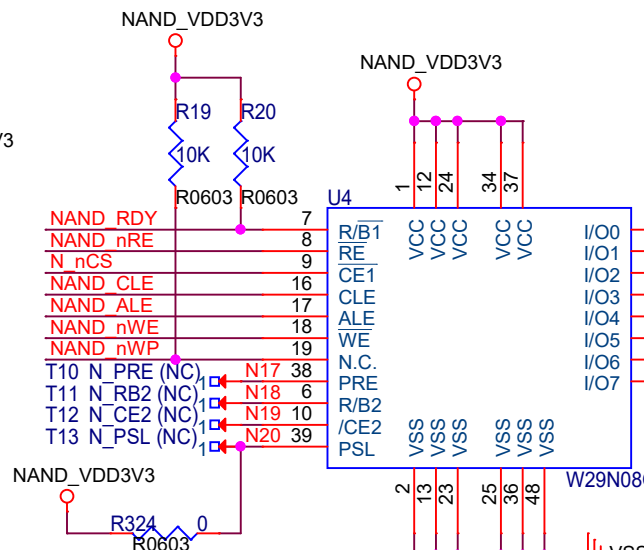 NAND_VDD3V3
NAND_VDD3V3
V3
R19
R20
10K
10K
R0603
R0603
U4
1
12
24
34
37
VCC
VCC
VCC
VCC
VCC
NAND_RDY 7 R/B1 I/O0
NAND_nRE 8 RE I/O1
N_nCS 9 CE1 I/O2
NAND_CLE 16 CLE I/O3
NAND_ALE 17 ALE I/O4
NAND_nWE 18 WE I/O5
NAND_nWP 19 N.C. I/O6
T10 N_PRE (NC) 1 N17 38 PRE I/O7
T11 N_RB2 (NC) 1 N18 6 R/B2
T12 N_CE2 (NC) 1 N19 10 /CE2
T13 N_PSL (NC) 1 N20 39 PSL
VSS
VSS
VSS
VSS
VSS
VSS
2
13
23
25
36
48
W29N08
NAND_VDD3V3
R324 0
R0603